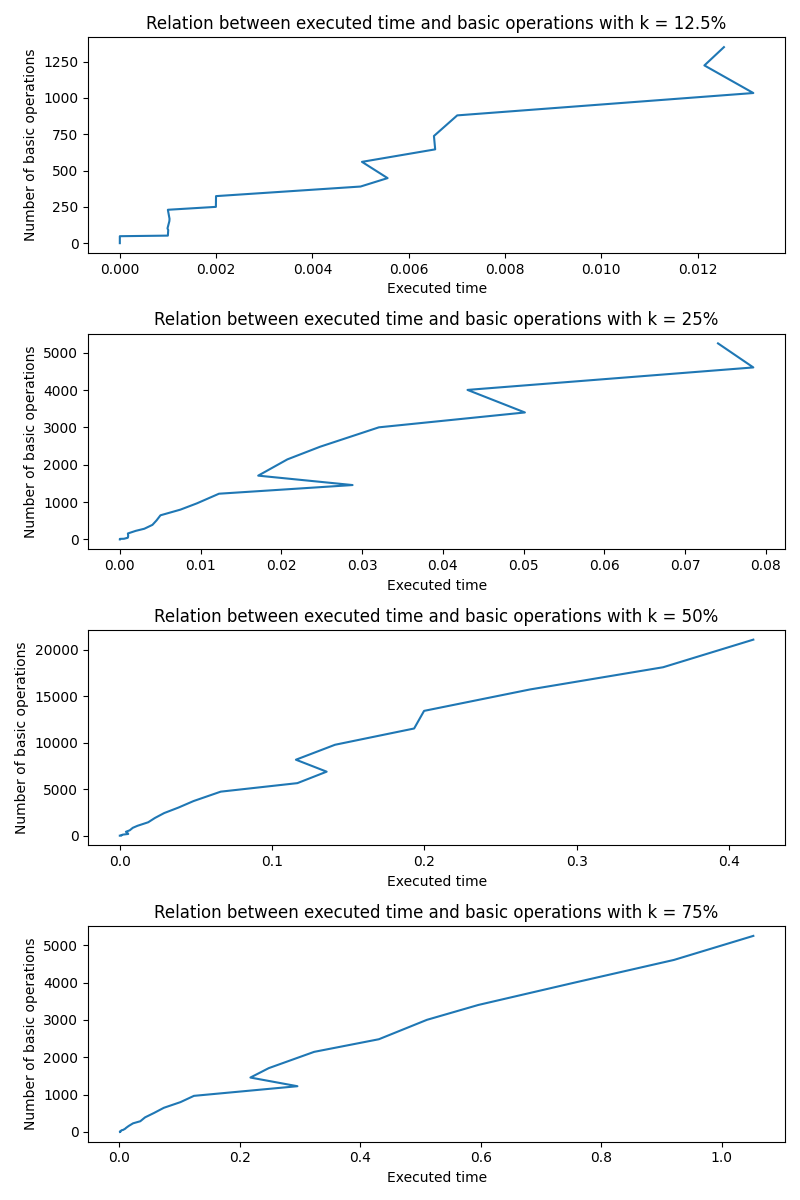 Relation between executed time and basic operations with k = 12.5%
Number of basic operations
1250
1000
750
500
250
0
0.000 0.002 0.004 0.006 0.008 0.010 0.012
Executed time
Relation between executed time and basic operations with k = 25%
Number of basic operations
5000
4000
3000
2000
1000
0
0.00 0.01 0.02 0.03 0.04 0.05 0.06 0.07 0.08
Executed time
Relation between executed time and basic operations with k = 50%
Number of basic operations
20000
15000
10000
5000
0
0.0 0.1 0.2 0.3 0.4
Executed time
Relation between executed time and basic operations with k = 75%
Number of basic operations
5000
4000
3000
2000
1000
0
0.0 0.2 0.4 0.6 0.8 1.0
Executed time